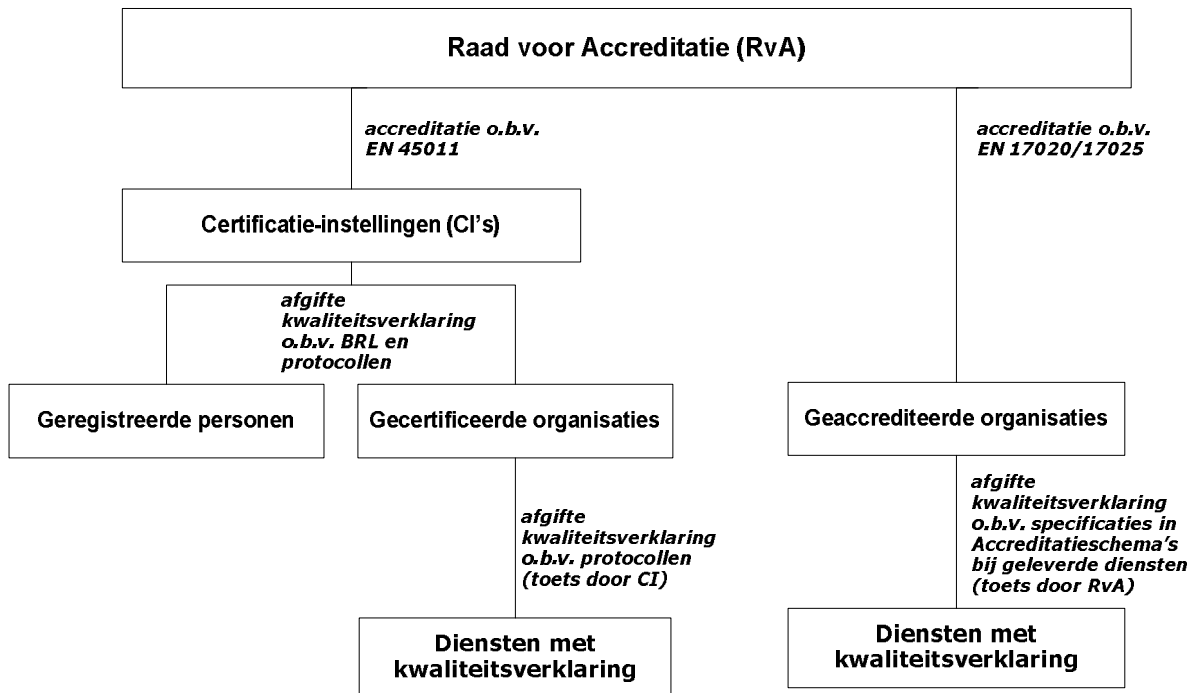 Raad voor Accreditatie (RvA)
accreditatie o.b.v.
EN 45011
accreditatie o.b.v.
EN 17020/17025
Certificatie-instellingen (CI's)
afgifte
kwaliteitsverklaring
o.b.v. BRL en
protocollen
Geregistreerde personen
Gecertificeerde organisaties
Geaccrediteerde organisaties
afgifte
kwaliteitsverklaring
o.b.v. protocollen
(toets door CI)
afgifte
kwaliteitsverklaring
o.b.v. specificaties in
Accreditatieschema's
bij geleverde diensten
(toets door RvA)
Diensten met
kwaliteitsverklaring
Diensten met
kwaliteitsverklaring